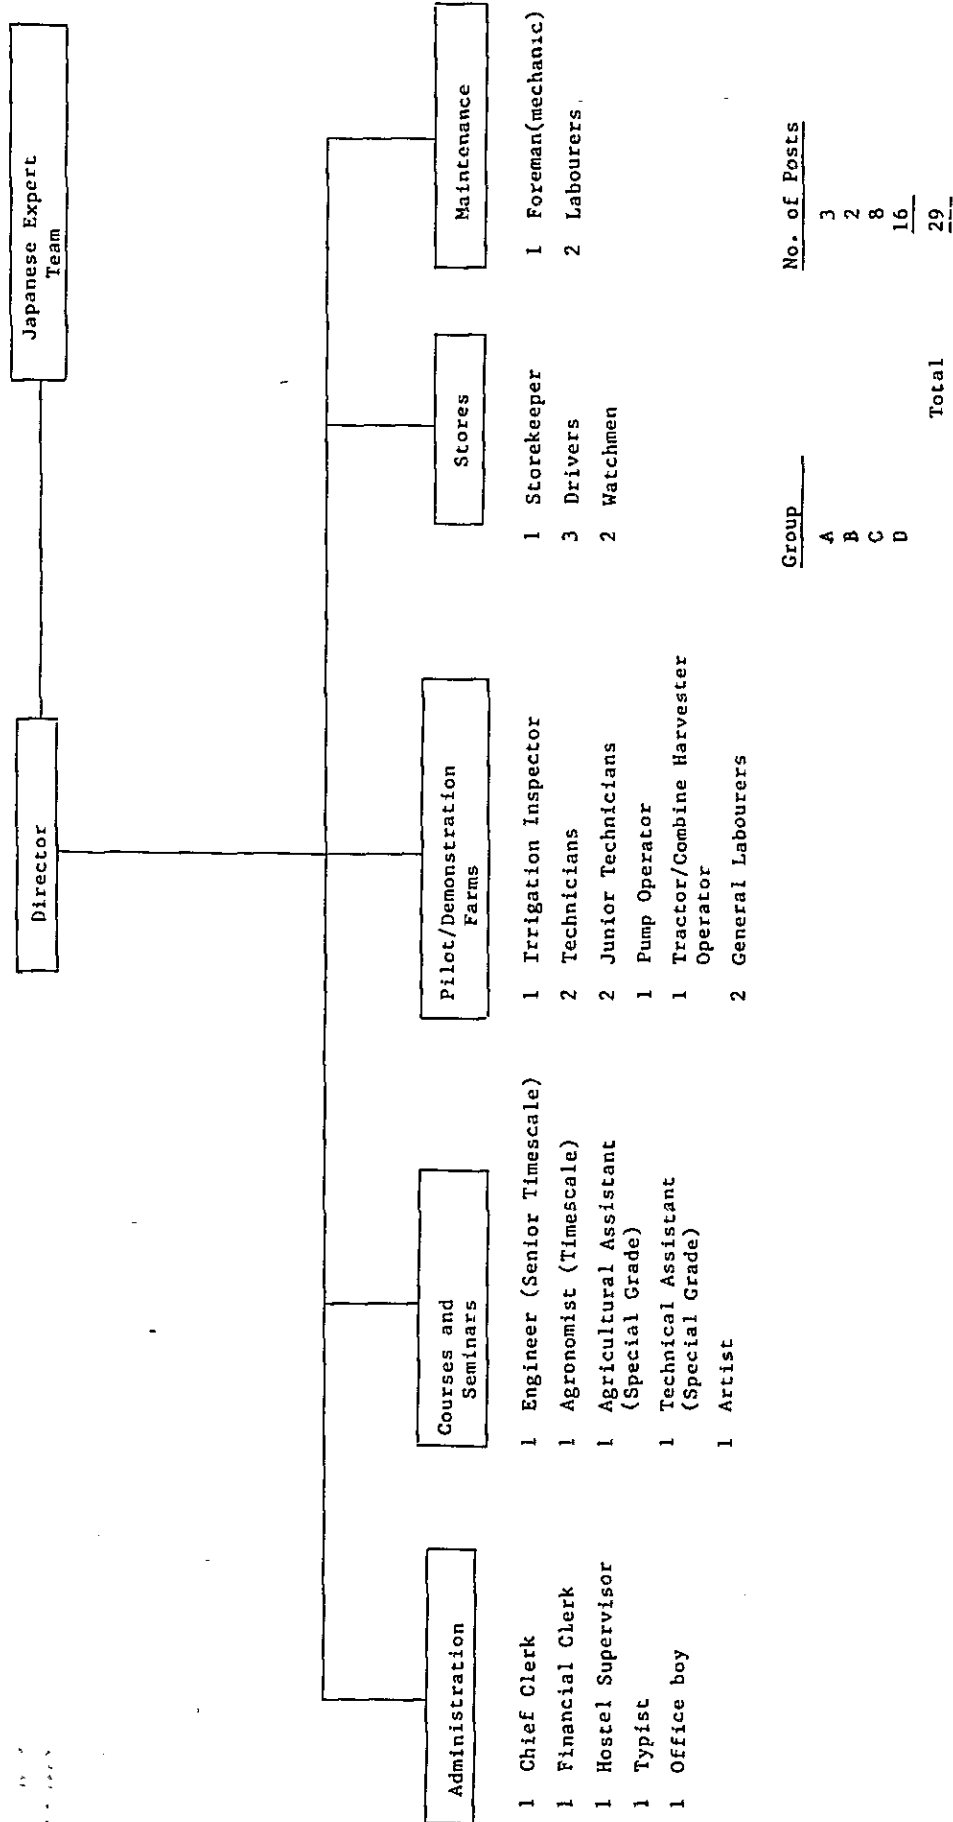 Japanese Expert
Team
Director
Administration
1 Chief Clerk
1 Financial Clerk
1 Hostel Supervisor
1 Typist
1 Office boy
Courses and
Seminars
1 Engineer (Senior Timescale)
1 Agronomist (Timescale)
1 Agricultural Assistant
(Special Grade)
1 Technical Assistant
(Special Grade)
1 Artist
Pilot/Demonstration
Farms
1 Irrigation Inspector
2 Technicians
2 Junior Technicians
1 Pump Operator
1 Tractor/Combine Harvester
Operator
2 General Labourers
Stores
1 Storekeeper
3 Drivers
2 Watchmen
Maintenance
1 Foreman(mechanic)
2 Labourers
Group No. of Posts
A 3
B 2
C 8
D 16
Total 29